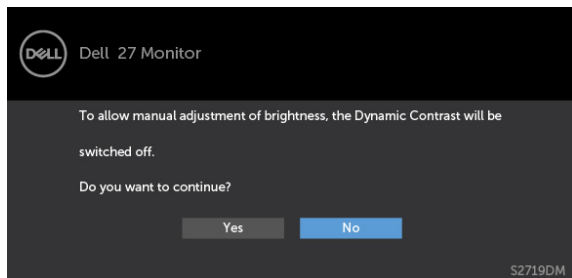 DELL
Dell 27 Monitor
To allow manual adjustment of brightness, the Dynamic Contrast will be
switched off.
Do you want to continue?
Yes No
S2719DM